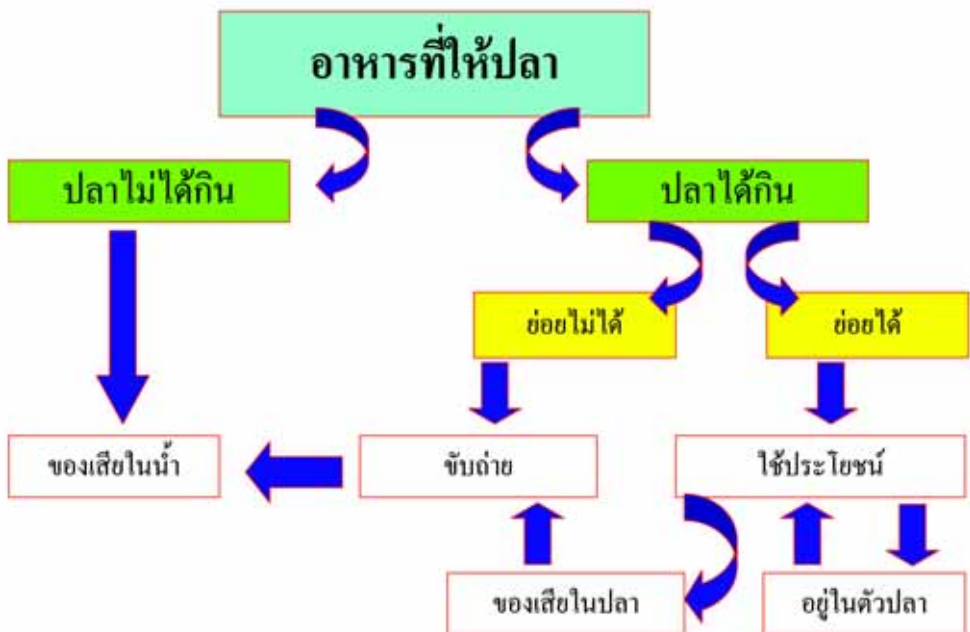 อาหารที่ให้ปลา
ปลาไม่ได้กิน
ปลาได้กิน
ย่อยไม่ได้
ย่อยได้
ของเสียในน้ำ
ขับถ่าย
ใช้ประโยชน์
ของเสียในปลา
อยู่ในตัวปลา